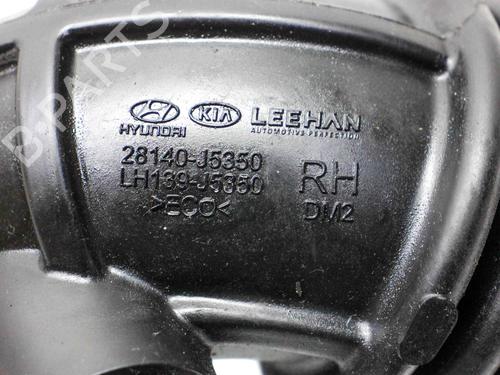 HYUNDAI KIA LEEHAN
AUTOMOTIVE PERFECTION
28140-J5350
LH139-J5350
>ECO<
RH
DM2
B-PARTS